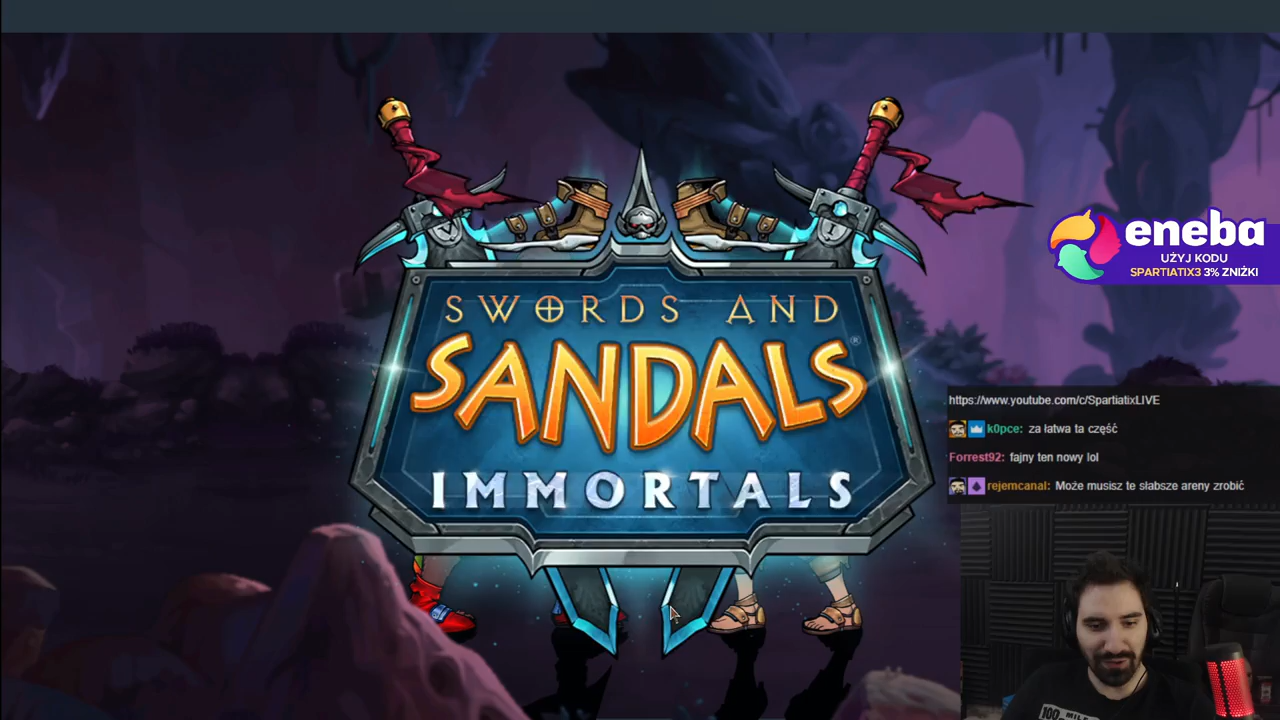 SWORDS AND
SANDALS®
IMMORTALS
V
I
eneba
UŻYJ KODU
SPARTIATIX3 3% ZNIŻKI
https://www.youtube.com/c/SpartiatixLIVE
k0pce: za łatwa ta część
Forrest92: fajny ten nowy lol
rejemcanal: Może musisz te słabsze areny zrobić
100